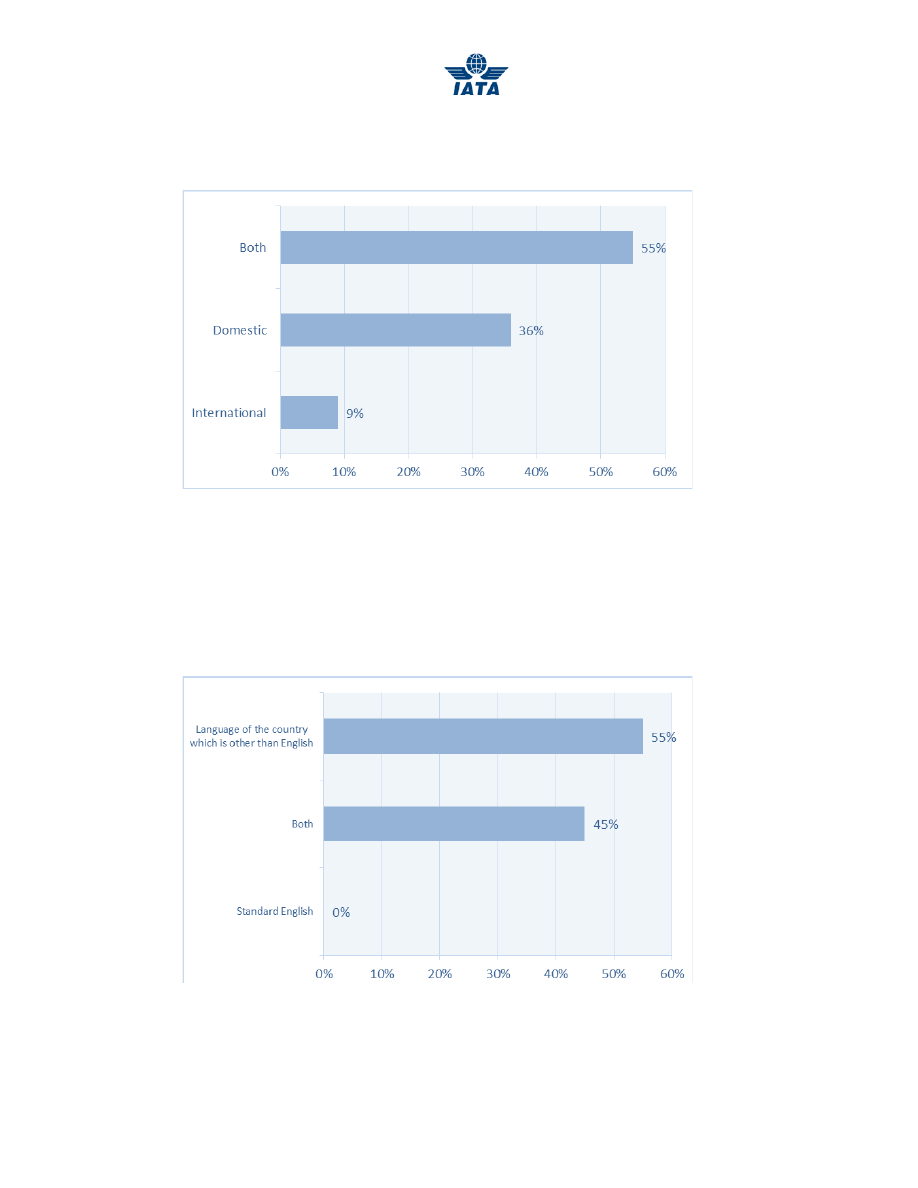 IATA
Both
55%
Domestic
36%
International
9%
0% 10% 20% 30% 40% 50% 60%
Language of the country
which is other than English
55%
Both
45%
Standard English
0%
0% 10% 20% 30% 40% 50% 60%